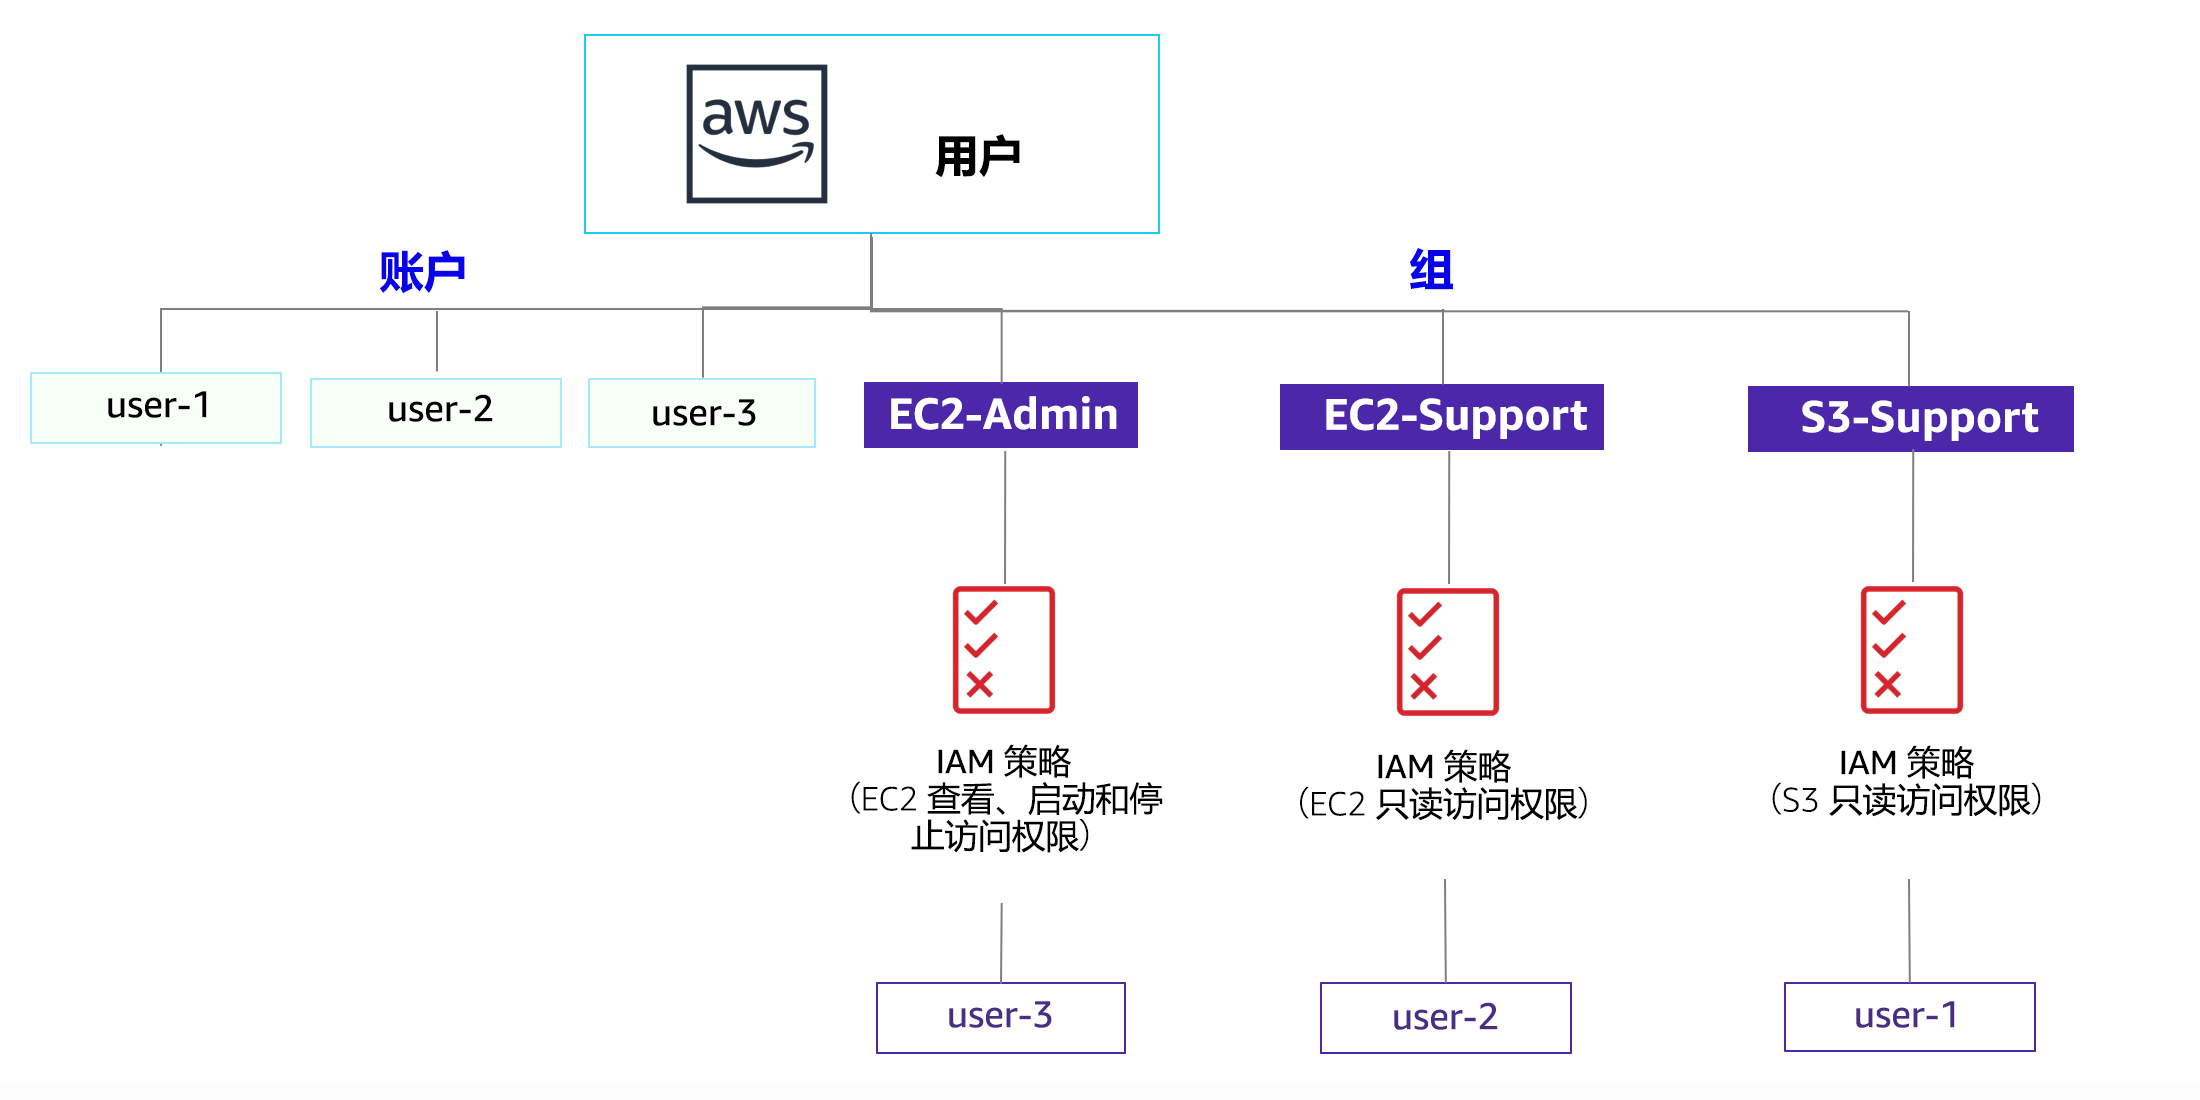 aws
用户
账户
组
user-1
user-2
user-3
EC2-Admin
EC2-Support
S3-Support
IAM 策略
（EC2 查看、启动和停
止访问权限）
IAM 策略
（EC2 只读访问权限）
IAM 策略
（S3 只读访问权限）
user-3
user-2
user-1